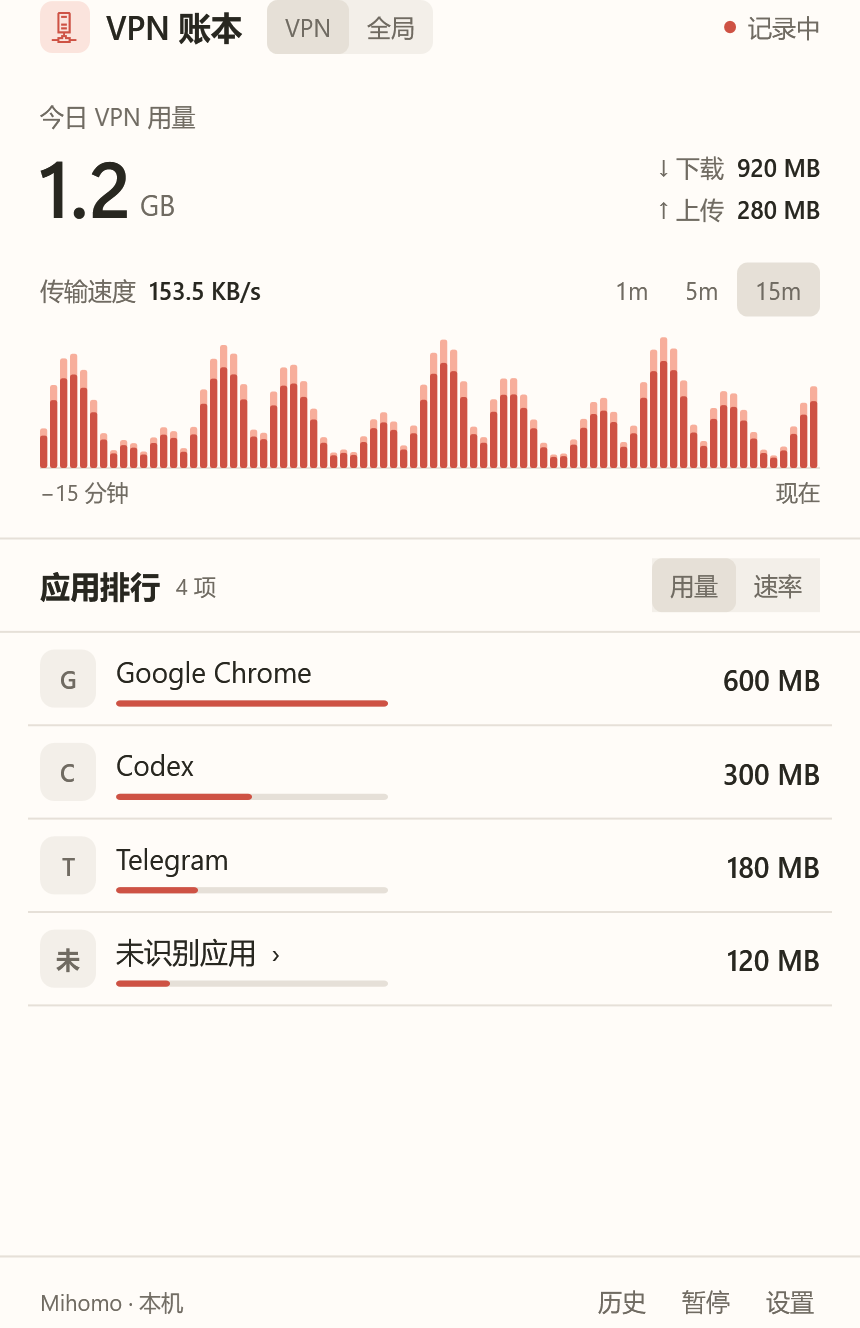 VPN 账本 VPN 全局 记录中
今日 VPN 用量
1.2 GB
↓ 下载 920 MB
↑ 上传 280 MB
传输速度 153.5 KB/s 1m 5m 15m
−15 分钟 现在
应用排行 4 项 用量 速率
G Google Chrome 600 MB
C Codex 300 MB
T Telegram 180 MB
未 未识别应用 › 120 MB
Mihomo · 本机 历史 暂停 设置